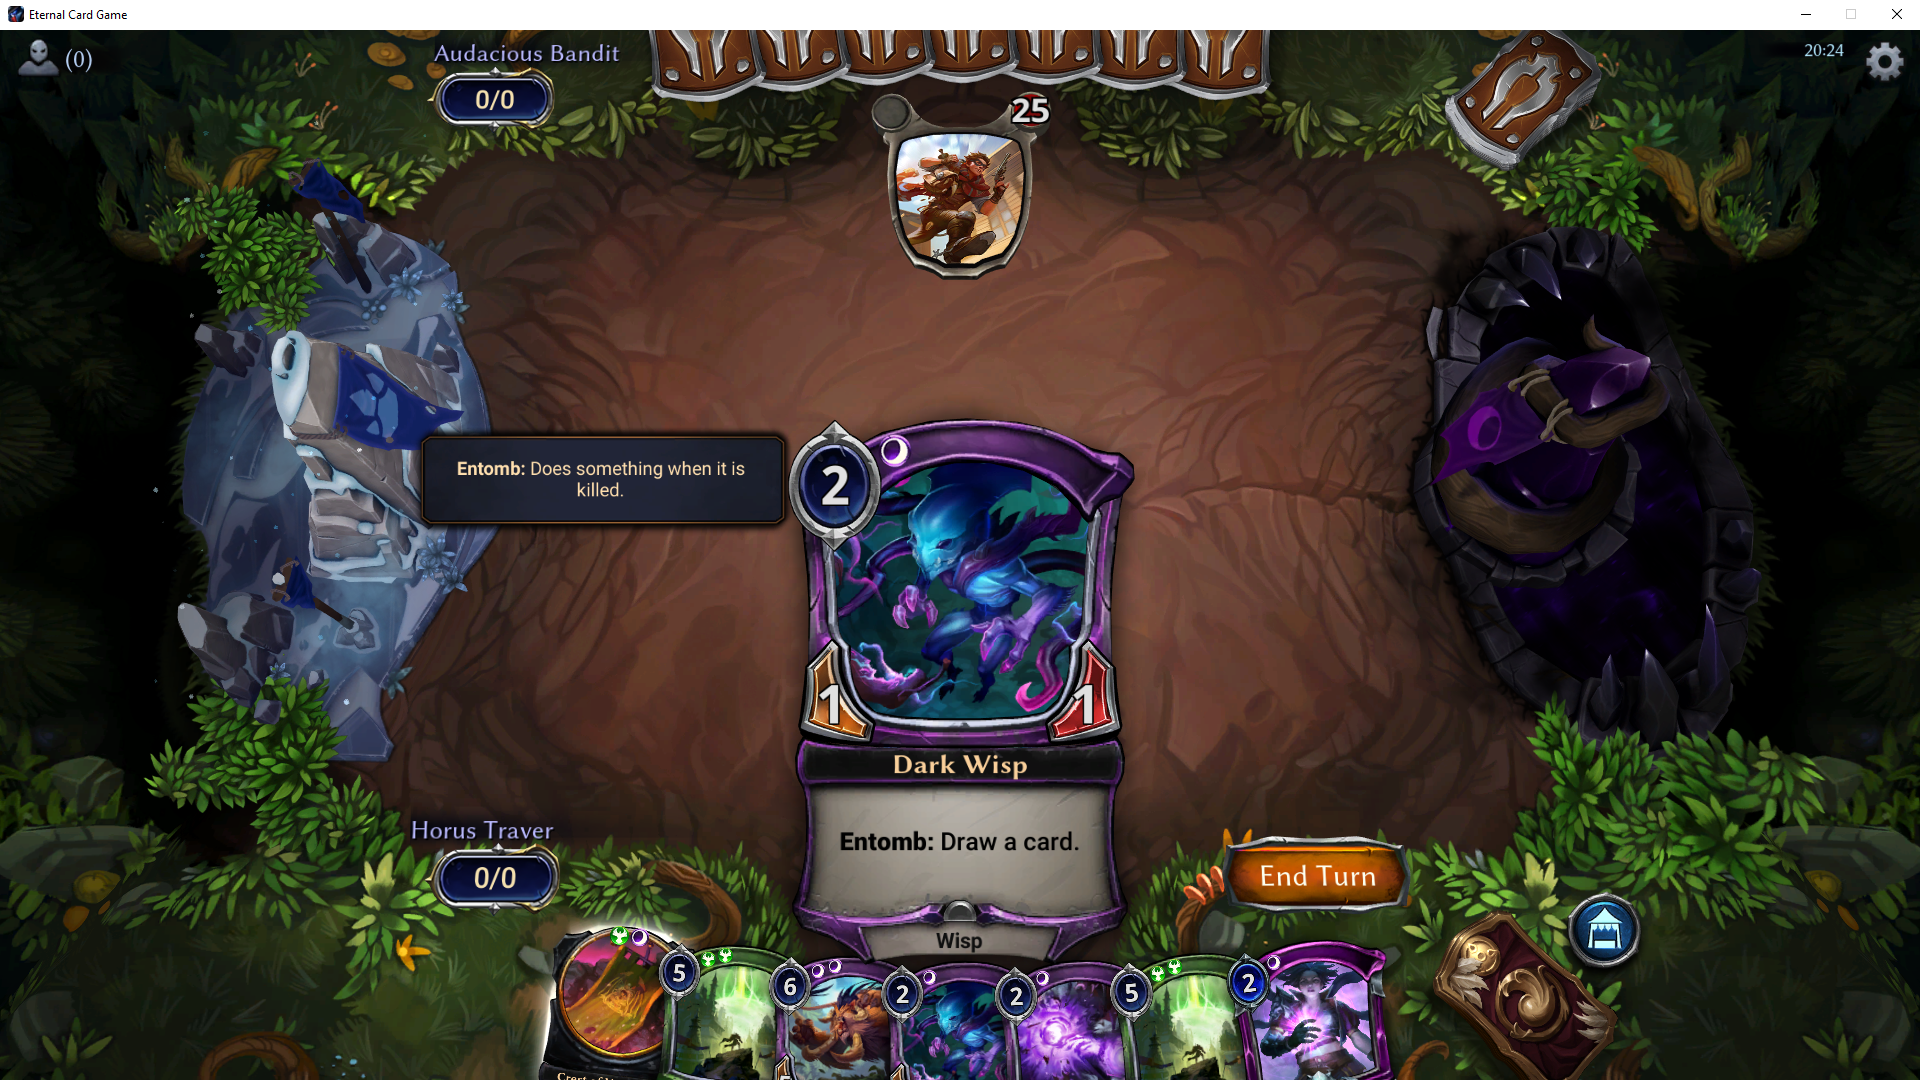 Eternal Card Game
(0)
Audacious Bandit
0/0
25
20:24
Entomb: Does something when it is
killed.
2
1
1
Dark Wisp
Entomb: Draw a card.
Wisp
Horus Traver
0/0
End Turn
5
6
2
2
5
2